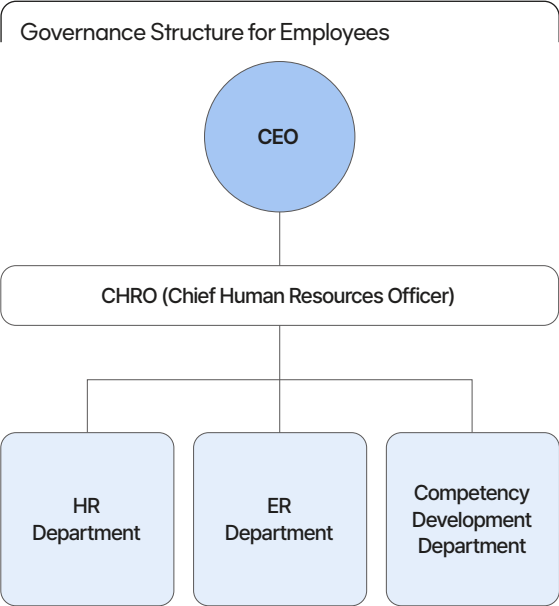 Governance Structure for Employees
CEO
CHRO (Chief Human Resources Officer)
HR
Department
ER
Department
Competency
Development
Department